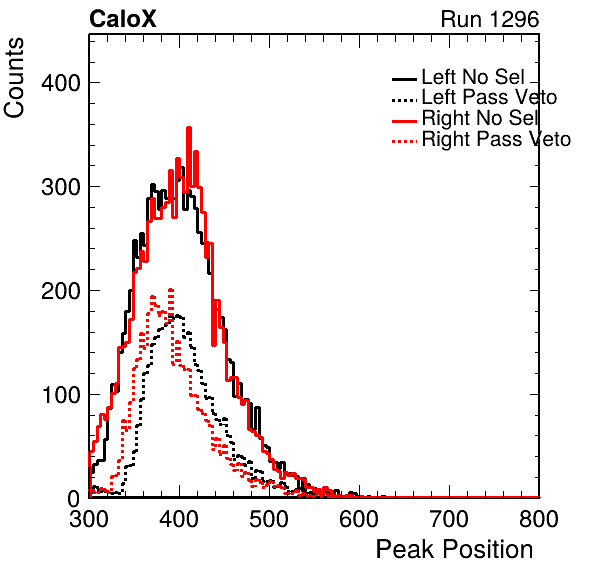 CaloX Run 1296
Counts
400
300
200
100
0
Left No Sel
Left Pass Veto
Right No Sel
Right Pass Veto
300 400 500 600 700 800
Peak Position